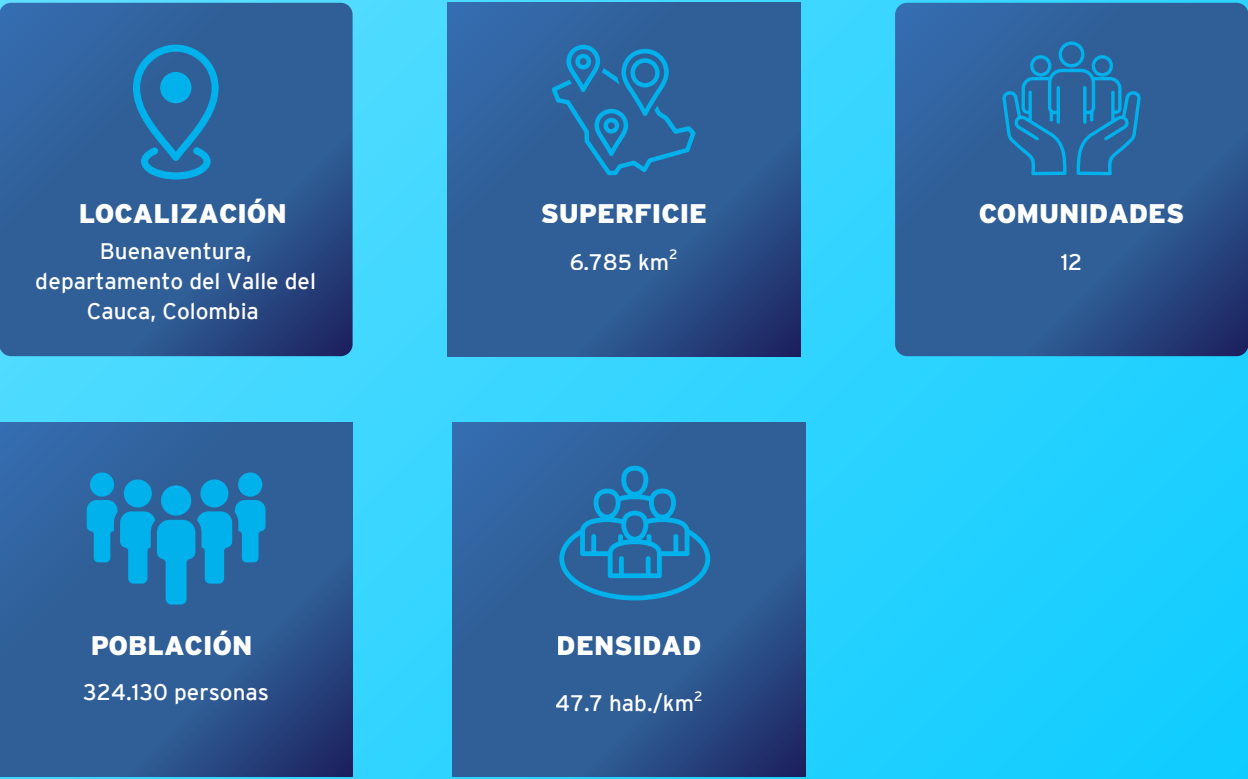 LOCALIZACIÓN
Buenaventura,
departamento del Valle del
Cauca, Colombia
SUPERFICIE
6.785 km²
COMUNIDADES
12
POBLACIÓN
324.130 personas
DENSIDAD
47.7 hab./km²